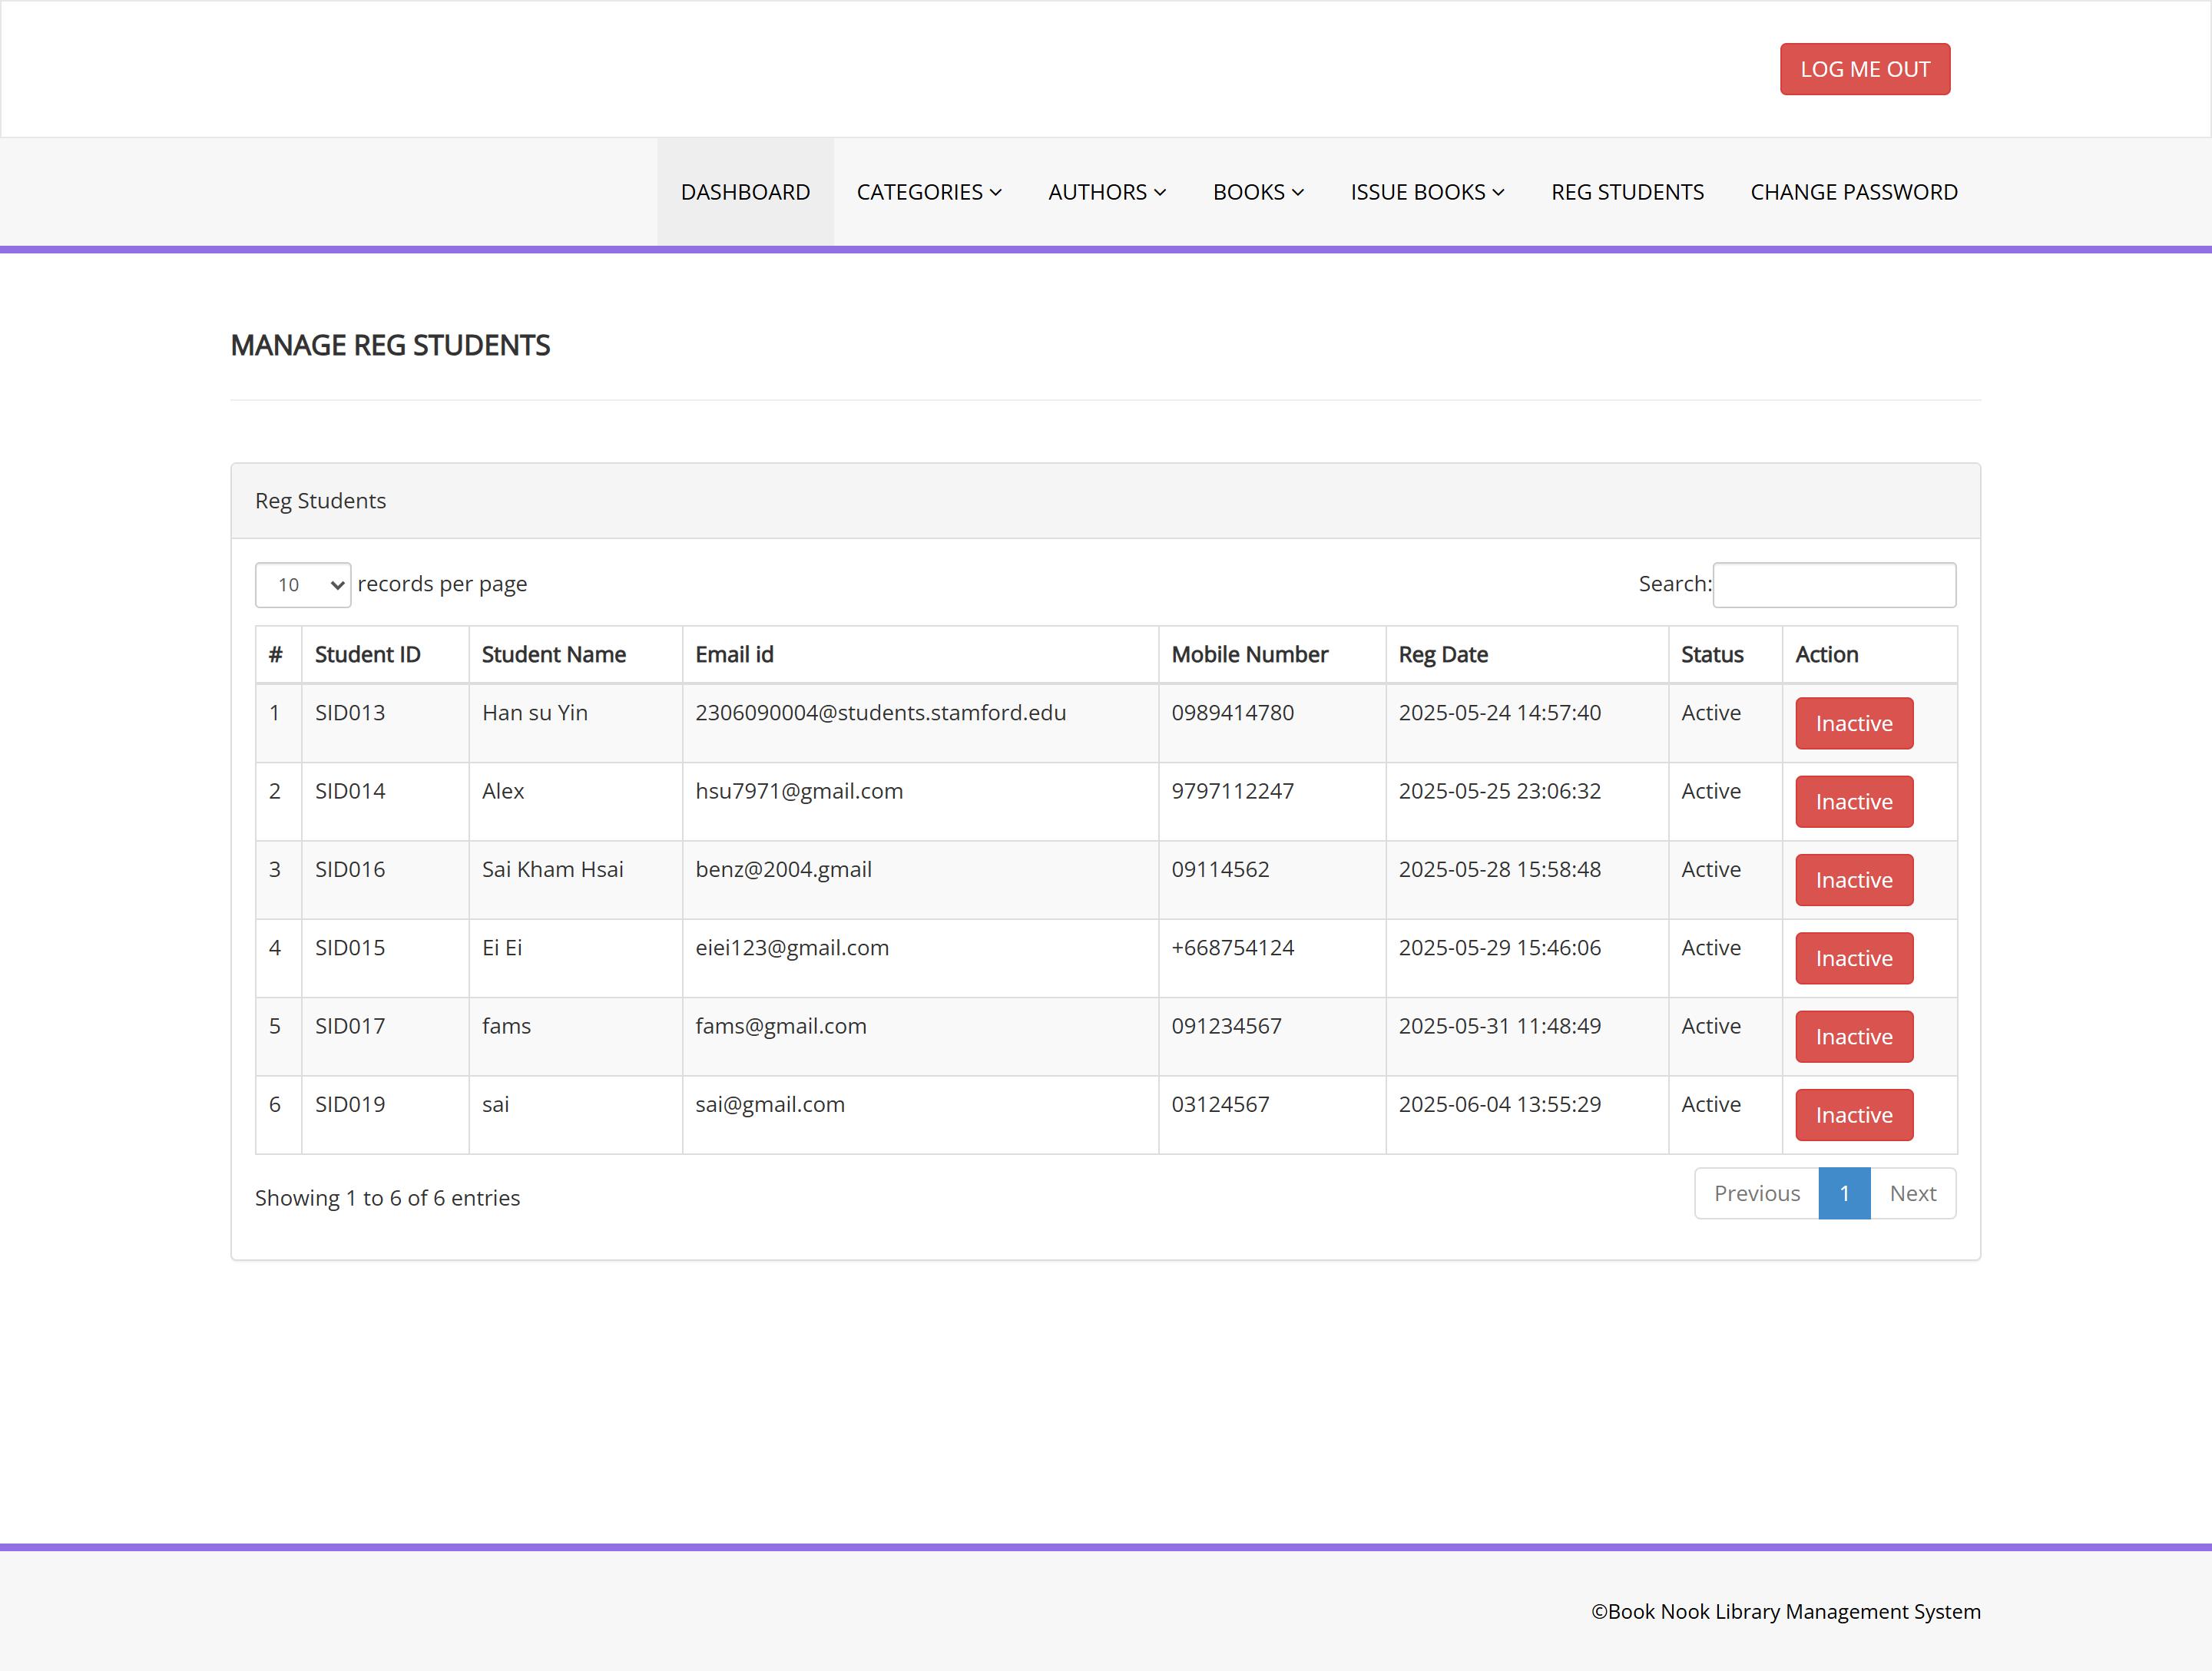 LOG ME OUT
DASHBOARD CATEGORIES AUTHORS BOOKS ISSUE BOOKS REG STUDENTS CHANGE PASSWORD
MANAGE REG STUDENTS
Reg Students
10 records per page Search:
# Student ID Student Name Email id Mobile Number Reg Date Status Action
1 SID013 Han su Yin 2306090004@students.stamford.edu 0989414780 2025-05-24 14:57:40 Active Inactive
2 SID014 Alex hsu7971@gmail.com 9797112247 2025-05-25 23:06:32 Active Inactive
3 SID016 Sai Kham Hsai benz@2004.gmail 09114562 2025-05-28 15:58:48 Active Inactive
4 SID015 Ei Ei eiei123@gmail.com +668754124 2025-05-29 15:46:06 Active Inactive
5 SID017 fams fams@gmail.com 091234567 2025-05-31 11:48:49 Active Inactive
6 SID019 sai sai@gmail.com 03124567 2025-06-04 13:55:29 Active Inactive
Showing 1 to 6 of 6 entries Previous 1 Next
©Book Nook Library Management System